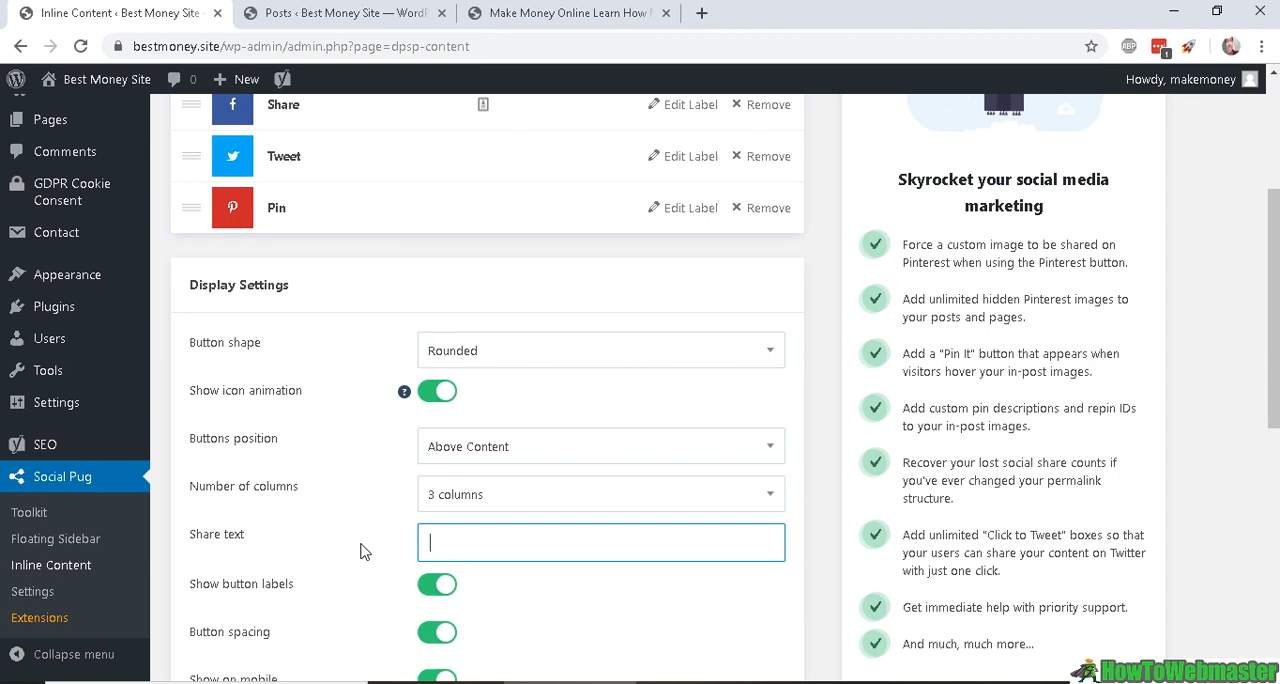 Inline Content ‹ Best Money Site
Posts ‹ Best Money Site — WordP
Make Money Online Learn How
bestmoney.site/wp-admin/admin.php?page=dpsp-content
ABP
1
Best Money Site
0
New
Howdy, makemoney
Pages
Comments
GDPR Cookie
Consent
Contact
Appearance
Plugins
Users
Tools
Settings
SEO
Social Pug
Toolkit
Floating Sidebar
Inline Content
Settings
Extensions
Collapse menu
Share
Edit Label
Remove
Tweet
Edit Label
Remove
Pin
Edit Label
Remove
Display Settings
Button shape
Rounded
Show icon animation
?
Buttons position
Above Content
Number of columns
3 columns
Share text
Show button labels
Button spacing
Show on mobile
Skyrocket your social media
marketing
Force a custom image to be shared on
Pinterest when using the Pinterest button.
Add unlimited hidden Pinterest images to
your posts and pages.
Add a "Pin It" button that appears when
visitors hover your in-post images.
Add custom pin descriptions and repin IDs
to your in-post images.
Recover your lost social share counts if
you've ever changed your permalink
structure.
Add unlimited "Click to Tweet" boxes so that
your users can share your content on Twitter
with just one click.
Get immediate help with priority support.
And much, much more...
HowToWebmaster